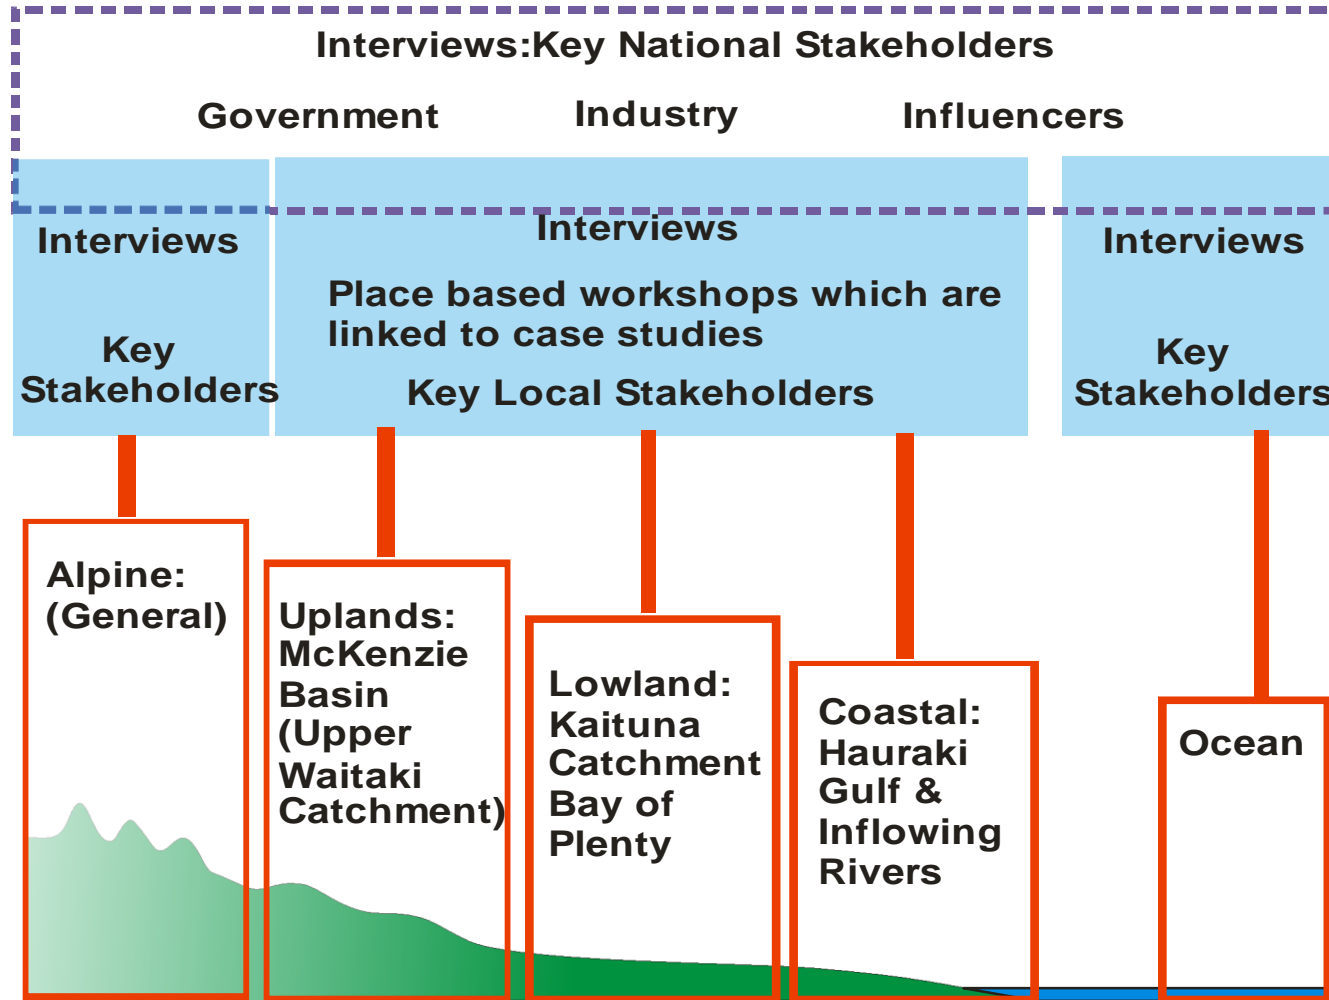 Interviews:Key National Stakeholders
Government Industry Influencers
Interviews
Key
Stakeholders
Interviews
Place based workshops which are
linked to case studies
Key Local Stakeholders
Interviews
Key
Stakeholders
Alpine:
(General)
Uplands:
McKenzie
Basin
(Upper
Waitaki
Catchment)
Lowland:
Kaituna
Catchment
Bay of
Plenty
Coastal:
Hauraki
Gulf &
Inflowing
Rivers
Ocean